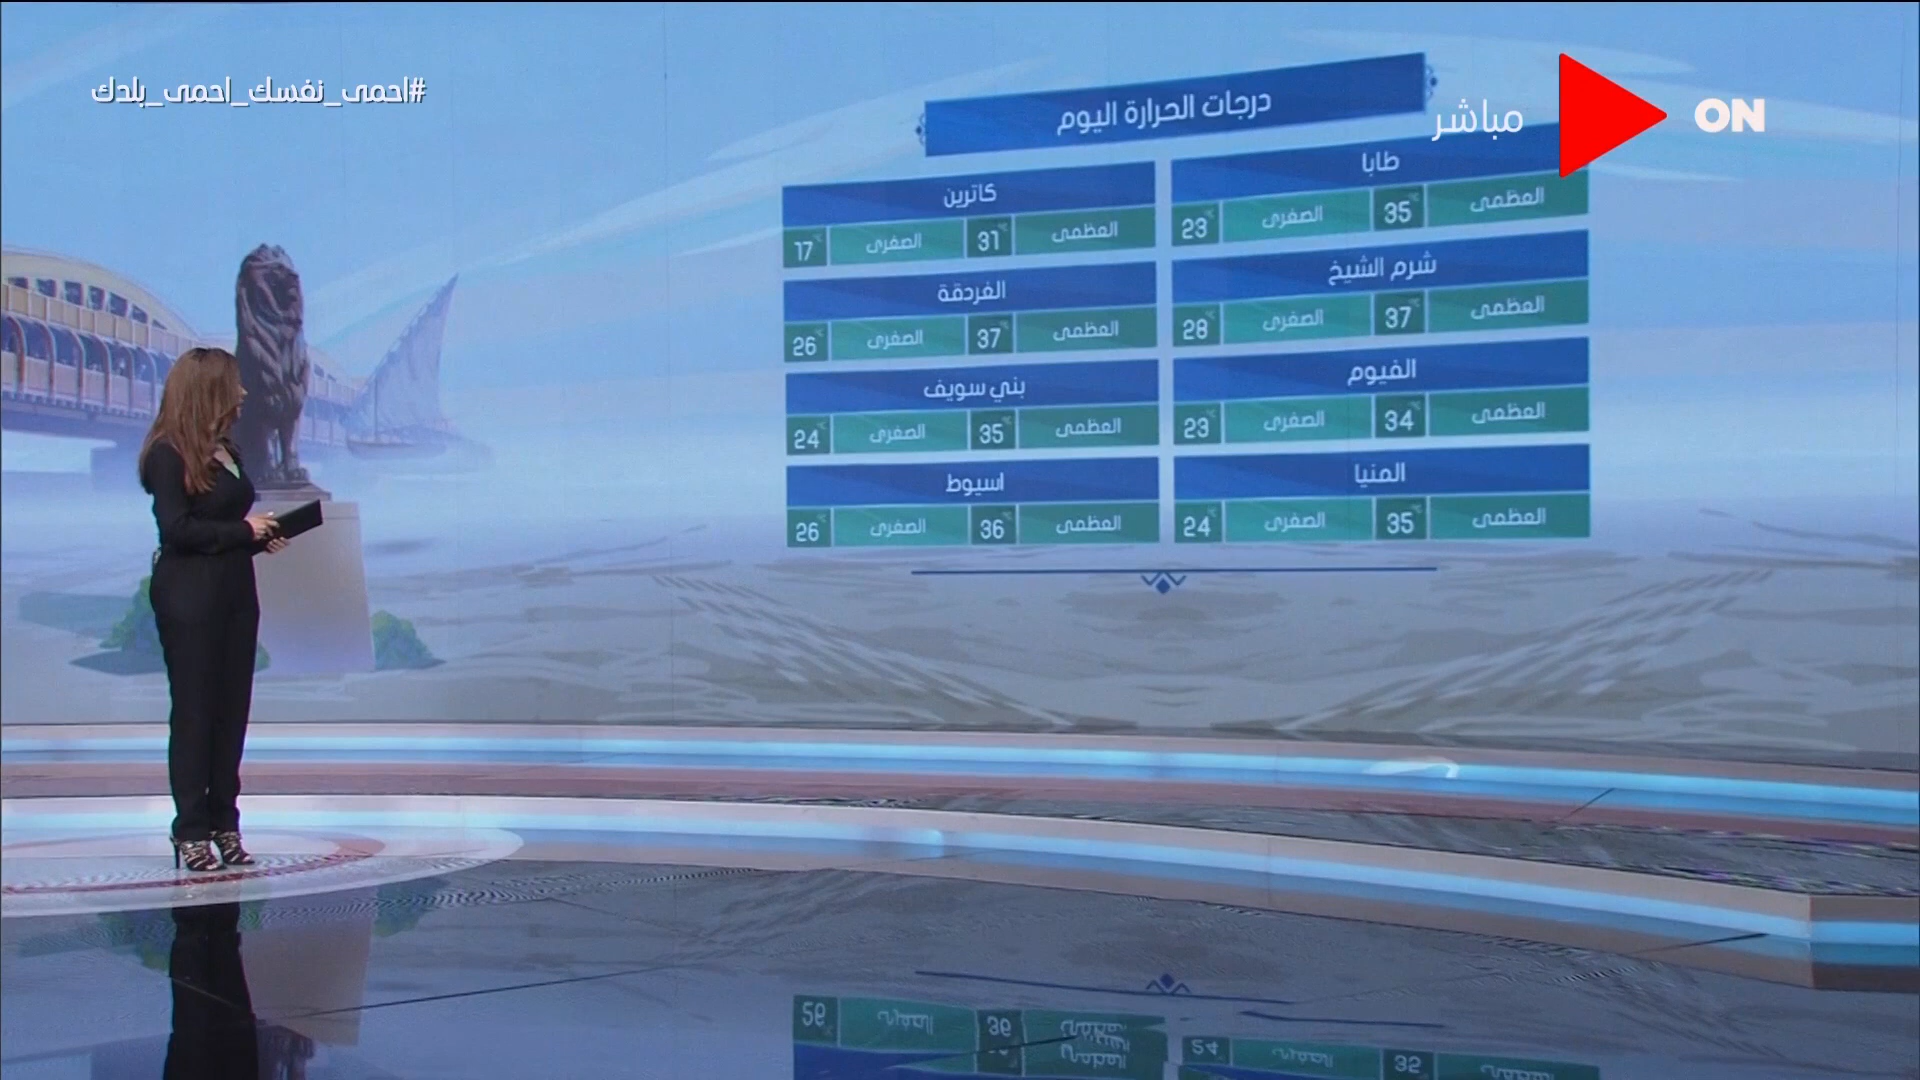 #احمى_نفسك_احمى_بلدك
مباشر ON
درجات الحرارة اليوم
طابا
العظمى 35 الصغرى 23
كاترين
العظمى 31 الصغرى 17
شرم الشيخ
العظمى 37 الصغرى 28
الغردقة
العظمى 37 الصغرى 26
الفيوم
العظمى 34 الصغرى 23
بني سويف
العظمى 35 الصغرى 24
المنيا
العظمى 35 الصغرى 24
اسيوط
العظمى 36 الصغرى 26